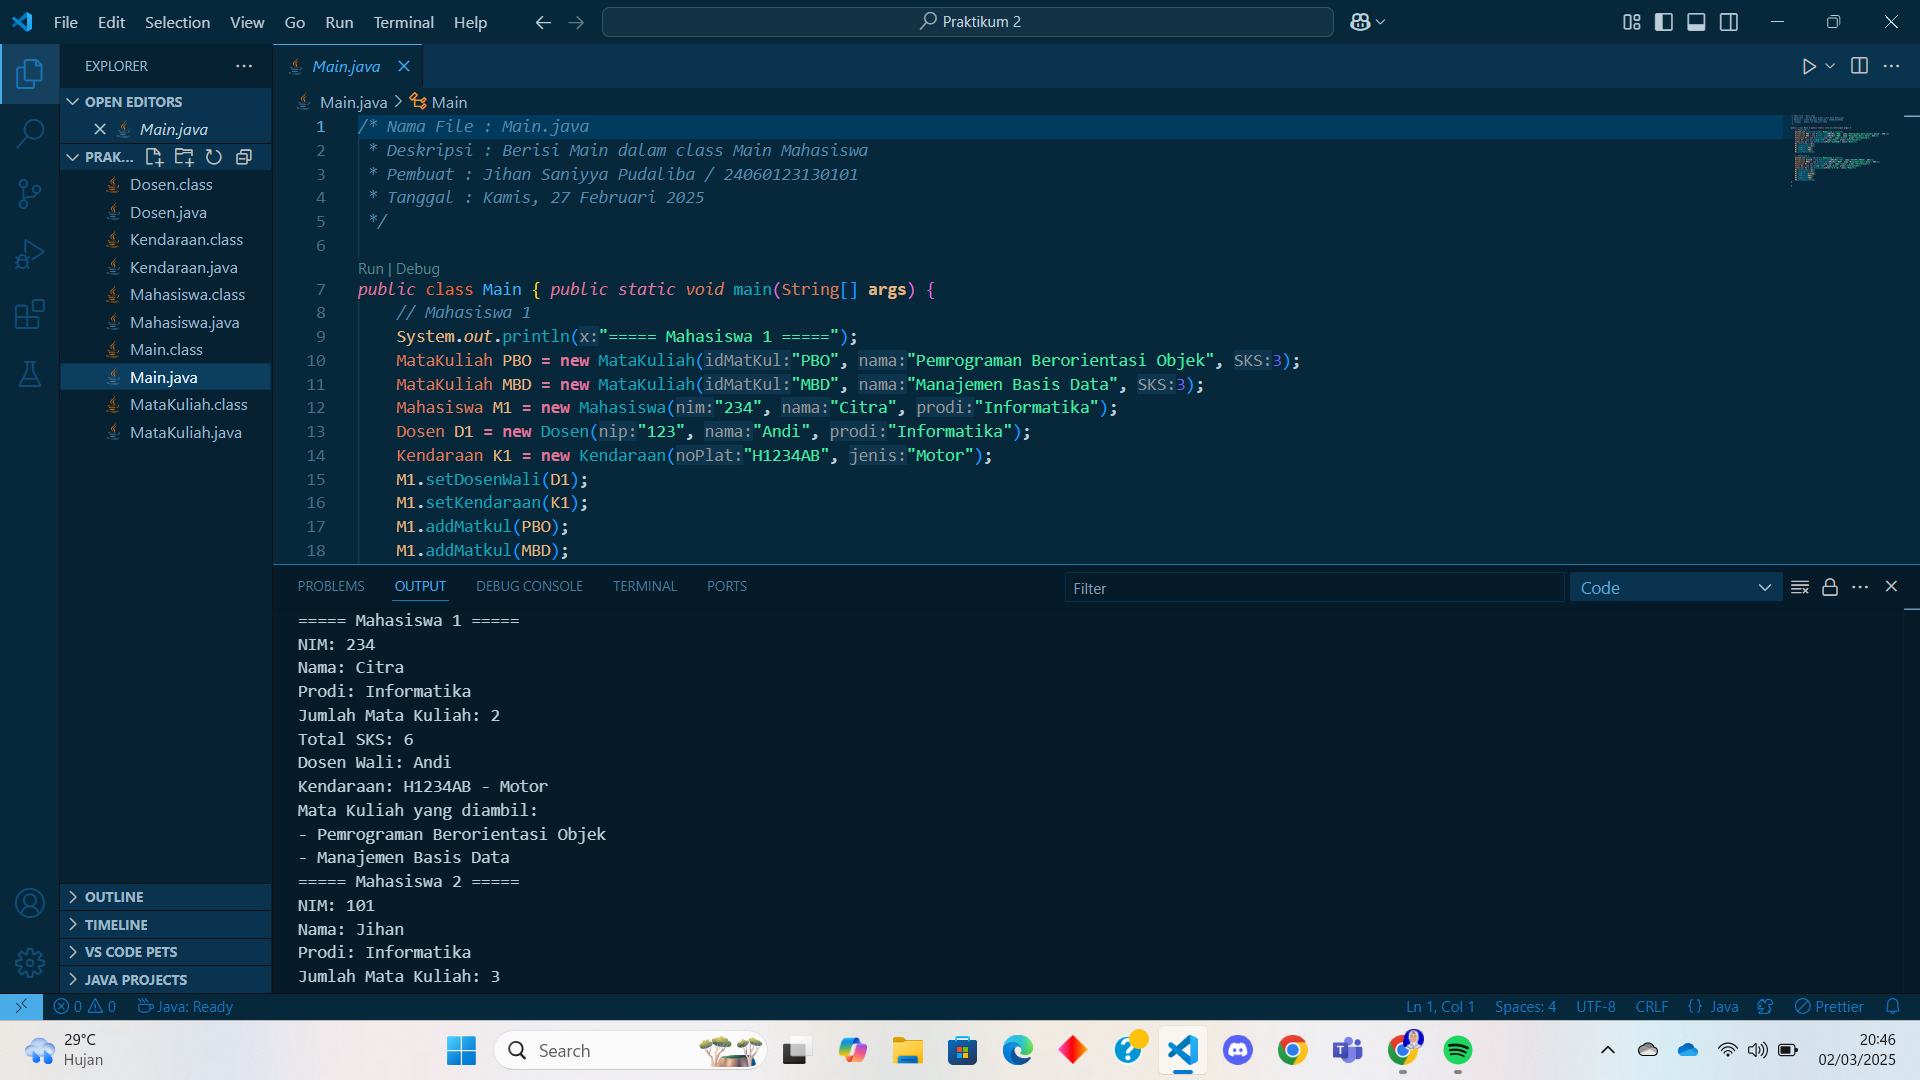 File Edit Selection View Go Run Terminal Help
Praktikum 2
EXPLORER
OPEN EDITORS
Main.java
PRAK...
Dosen.class
Dosen.java
Kendaraan.class
Kendaraan.java
Mahasiswa.class
Mahasiswa.java
Main.class
Main.java
MataKuliah.class
MataKuliah.java
OUTLINE
TIMELINE
VS CODE PETS
JAVA PROJECTS
Main.java
Main.java > Main
1 /* Nama File : Main.java
2 * Deskripsi : Berisi Main dalam class Main Mahasiswa
3 * Pembuat : Jihan Saniyya Pudaliba / 24060123130101
4 * Tanggal : Kamis, 27 Februari 2025
5 */
6
Run | Debug
7 public class Main { public static void main(String[] args) {
8 // Mahasiswa 1
9 System.out.println(x:"===== Mahasiswa 1 =====");
10 MataKuliah PBO = new MataKuliah(idMatKul:"PBO", nama:"Pemrograman Berorientasi Objek", SKS:3);
11 MataKuliah MBD = new MataKuliah(idMatKul:"MBD", nama:"Manajemen Basis Data", SKS:3);
12 Mahasiswa M1 = new Mahasiswa(nim:"234", nama:"Citra", prodi:"Informatika");
13 Dosen D1 = new Dosen(nip:"123", nama:"Andi", prodi:"Informatika");
14 Kendaraan K1 = new Kendaraan(noPlat:"H1234AB", jenis:"Motor");
15 M1.setDosenWali(D1);
16 M1.setKendaraan(K1);
17 M1.addMatkul(PBO);
18 M1.addMatkul(MBD);
PROBLEMS OUTPUT DEBUG CONSOLE TERMINAL PORTS
Filter
Code
===== Mahasiswa 1 =====
NIM: 234
Nama: Citra
Prodi: Informatika
Jumlah Mata Kuliah: 2
Total SKS: 6
Dosen Wali: Andi
Kendaraan: H1234AB - Motor
Mata Kuliah yang diambil:
- Pemrograman Berorientasi Objek
- Manajemen Basis Data
===== Mahasiswa 2 =====
NIM: 101
Nama: Jihan
Prodi: Informatika
Jumlah Mata Kuliah: 3
0 0 Java: Ready
Ln 1, Col 1 Spaces: 4 UTF-8 CRLF {} Java Prettier
29°C
Hujan
Search
20:46
02/03/2025